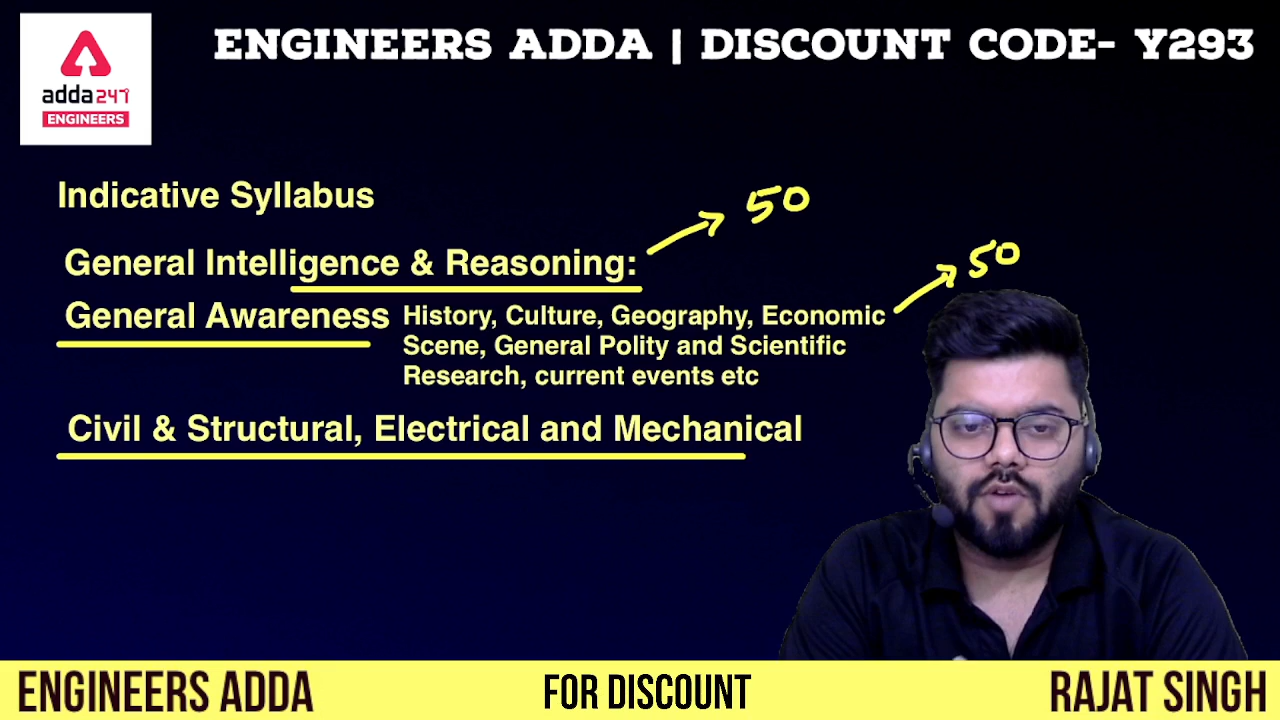 ENGINEERS ADDA | DISCOUNT CODE- Y293
adda247
ENGINEERS
Indicative Syllabus
50
General Intelligence & Reasoning:
50
General Awareness History, Culture, Geography, Economic
Scene, General Polity and Scientific
Research, current events etc
Civil & Structural, Electrical and Mechanical
ENGINEERS ADDA FOR DISCOUNT RAJAT SINGH